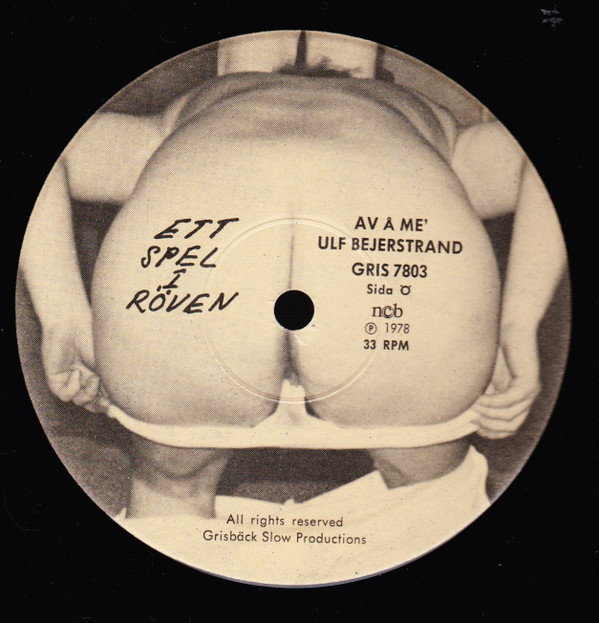 ETT
SPEL
I
RÖVEN
AV Å ME'
ULF BEJERSTRAND
GRIS 7803
Sida Ö
ncb
Ⓟ 1978
33 RPM
All rights reserved
Grisbäck Slow Productions